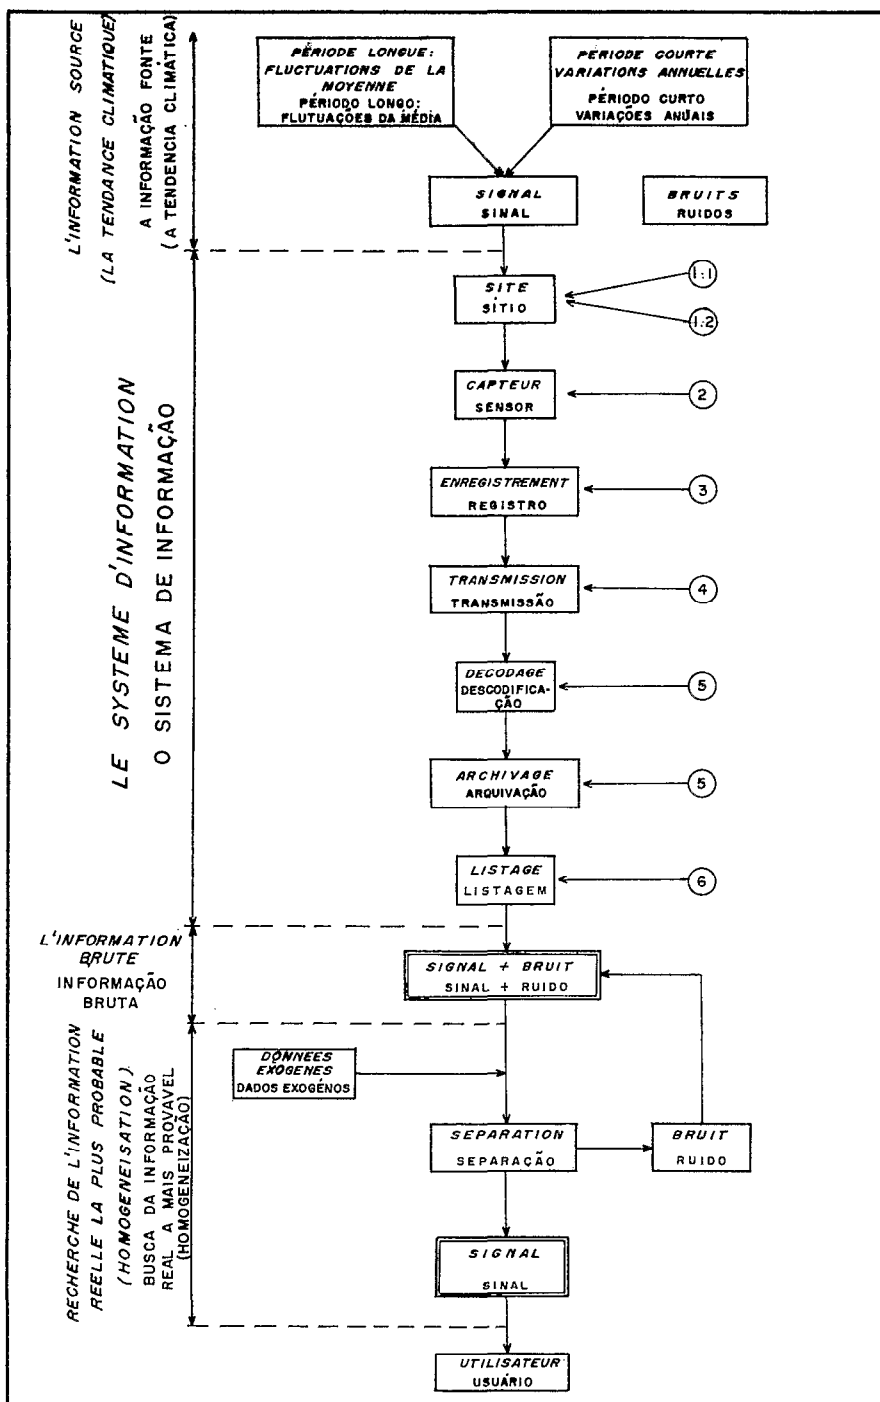 L'INFORMATION SOURCE
(LA TENDANCE CLIMATIQUE)
A INFORMAÇÃO FONTE
(A TENDENCIA CLIMÁTICA)
PÉRIODE LONGUE:
FLUCTUATIONS DE LA
MOYENNE
PÉRÍODO LONGO:
FLUTUAÇÕES DA MÉDIA
PÉRIODE COURTE
VARIATIONS ANNUELLES
PÉRÍODO CURTO
VARIAÇÕES ANUAIS
SIGNAL
SINAL
BRUITS
RUIDOS
LE SYSTEME D'INFORMATION
O SISTEMA DE INFORMAÇÃO
SITE
SÍTIO
1:1
1:2
CAPTEUR
SENSOR
2
ENREGISTREMENT
REGISTRO
3
TRANSMISSION
TRANSMISSÃO
4
DECODAGE
DESCODIFICA-
ÇÃO
5
ARCHIVAGE
ARQUIVAÇÃO
5
LISTAGE
LISTAGEM
6
L'INFORMATION
BRUTE
INFORMAÇÃO
BRUTA
SIGNAL + BRUIT
SINAL + RUIDO
RECHERCHE DE L'INFORMATION
REELLE LA PLUS PROBABLE
(HOMOGENEISATION).
BUSCA DA INFORMAÇÃO
REAL A MAIS PROVAVEL
(HOMOGENEIZAÇÃO)
DONNEES
EXOGENES
DADOS EXOGÉNOS
SEPARATION
SEPARAÇÃO
BRUIT
RUIDO
SIGNAL
SINAL
UTILISATEUR
USUÁRIO